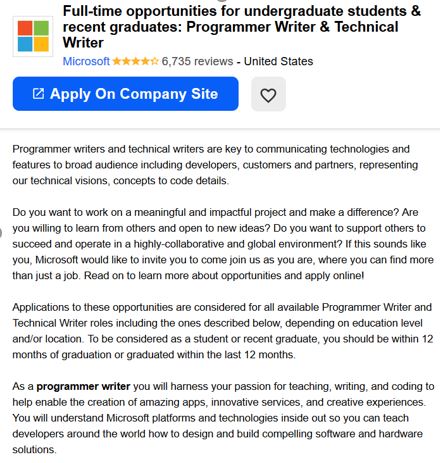 Full-time opportunities for undergraduate students &
recent graduates: Programmer Writer & Technical
Writer
Microsoft ★★★★☆ 6,735 reviews - United States
Apply On Company Site
Programmer writers and technical writers are key to communicating technologies and
features to broad audience including developers, customers and partners, representing
our technical visions, concepts to code details.
Do you want to work on a meaningful and impactful project and make a difference? Are
you willing to learn from others and open to new ideas? Do you want to support others to
succeed and operate in a highly-collaborative and global environment? If this sounds like
you, Microsoft would like to invite you to come join us as you are, where you can find more
than just a job. Read on to learn more about opportunities and apply online!
Applications to these opportunities are considered for all available Programmer Writer and
Technical Writer roles including the ones described below, depending on education level
and/or location. To be considered as a student or recent graduate, you should be within 12
months of graduation or graduated within the last 12 months.
As a programmer writer you will harness your passion for teaching, writing, and coding to
help enable the creation of amazing apps, innovative services, and creative experiences.
You will understand Microsoft platforms and technologies inside out so you can teach
developers around the world how to design and build compelling software and hardware
solutions.